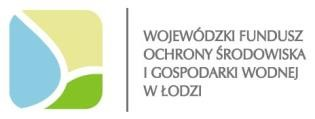 WOJEWÓDZKI FUNDUSZ
OCHRONY ŚRODOWISKA
I GOSPODARKI WODNEJ
W ŁODZI